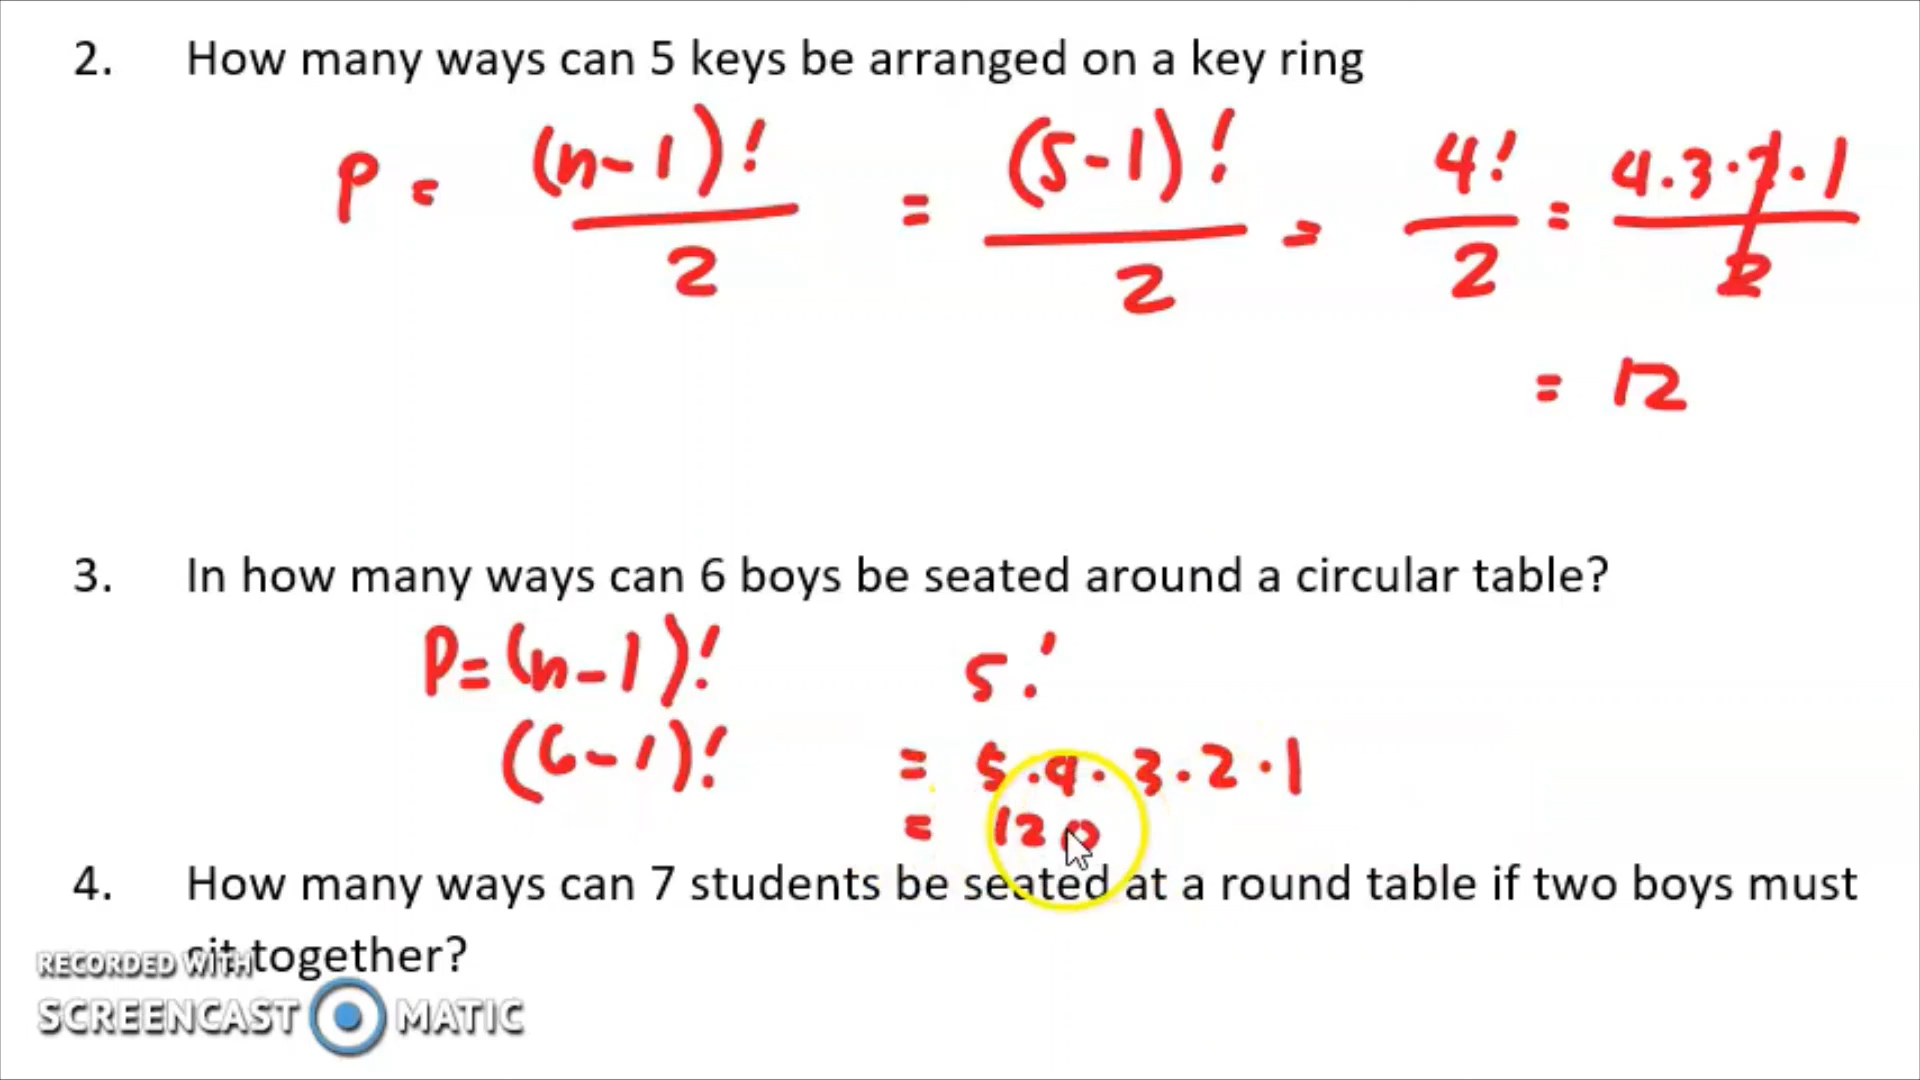 2. How many ways can 5 keys be arranged on a key ring
P = (n-1)!/2 = (5-1)!/2 = 4!/2 = 4.3.2.1/2
= 12
3. In how many ways can 6 boys be seated around a circular table?
P=(n-1)! 5!
(6-1)! = 5.4.3.2.1
= 120
4. How many ways can 7 students be seated at a round table if two boys must
sit together?
RECORDED WITH
SCREENCAST MATIC